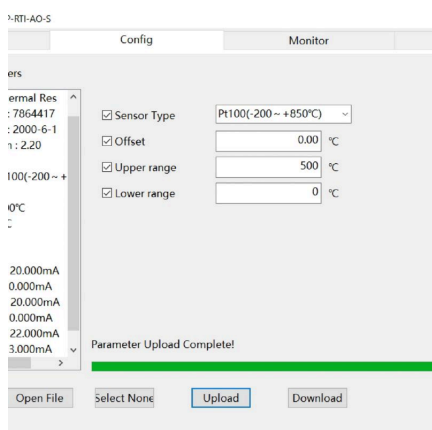 P-RTI-AO-S
Config
Monitor
ers
ermal Res
: 7864417
: 2000-6-1
n : 2.20
100(-200 ~ +
00℃
20.000mA
0.000mA
20.000mA
0.000mA
22.000mA
3.000mA
Sensor Type
Pt100(-200 ~ +850℃)
Offset
0.00 ℃
Upper range
500 ℃
Lower range
0 ℃
Parameter Upload Complete!
Open File
Select None
Upload
Download